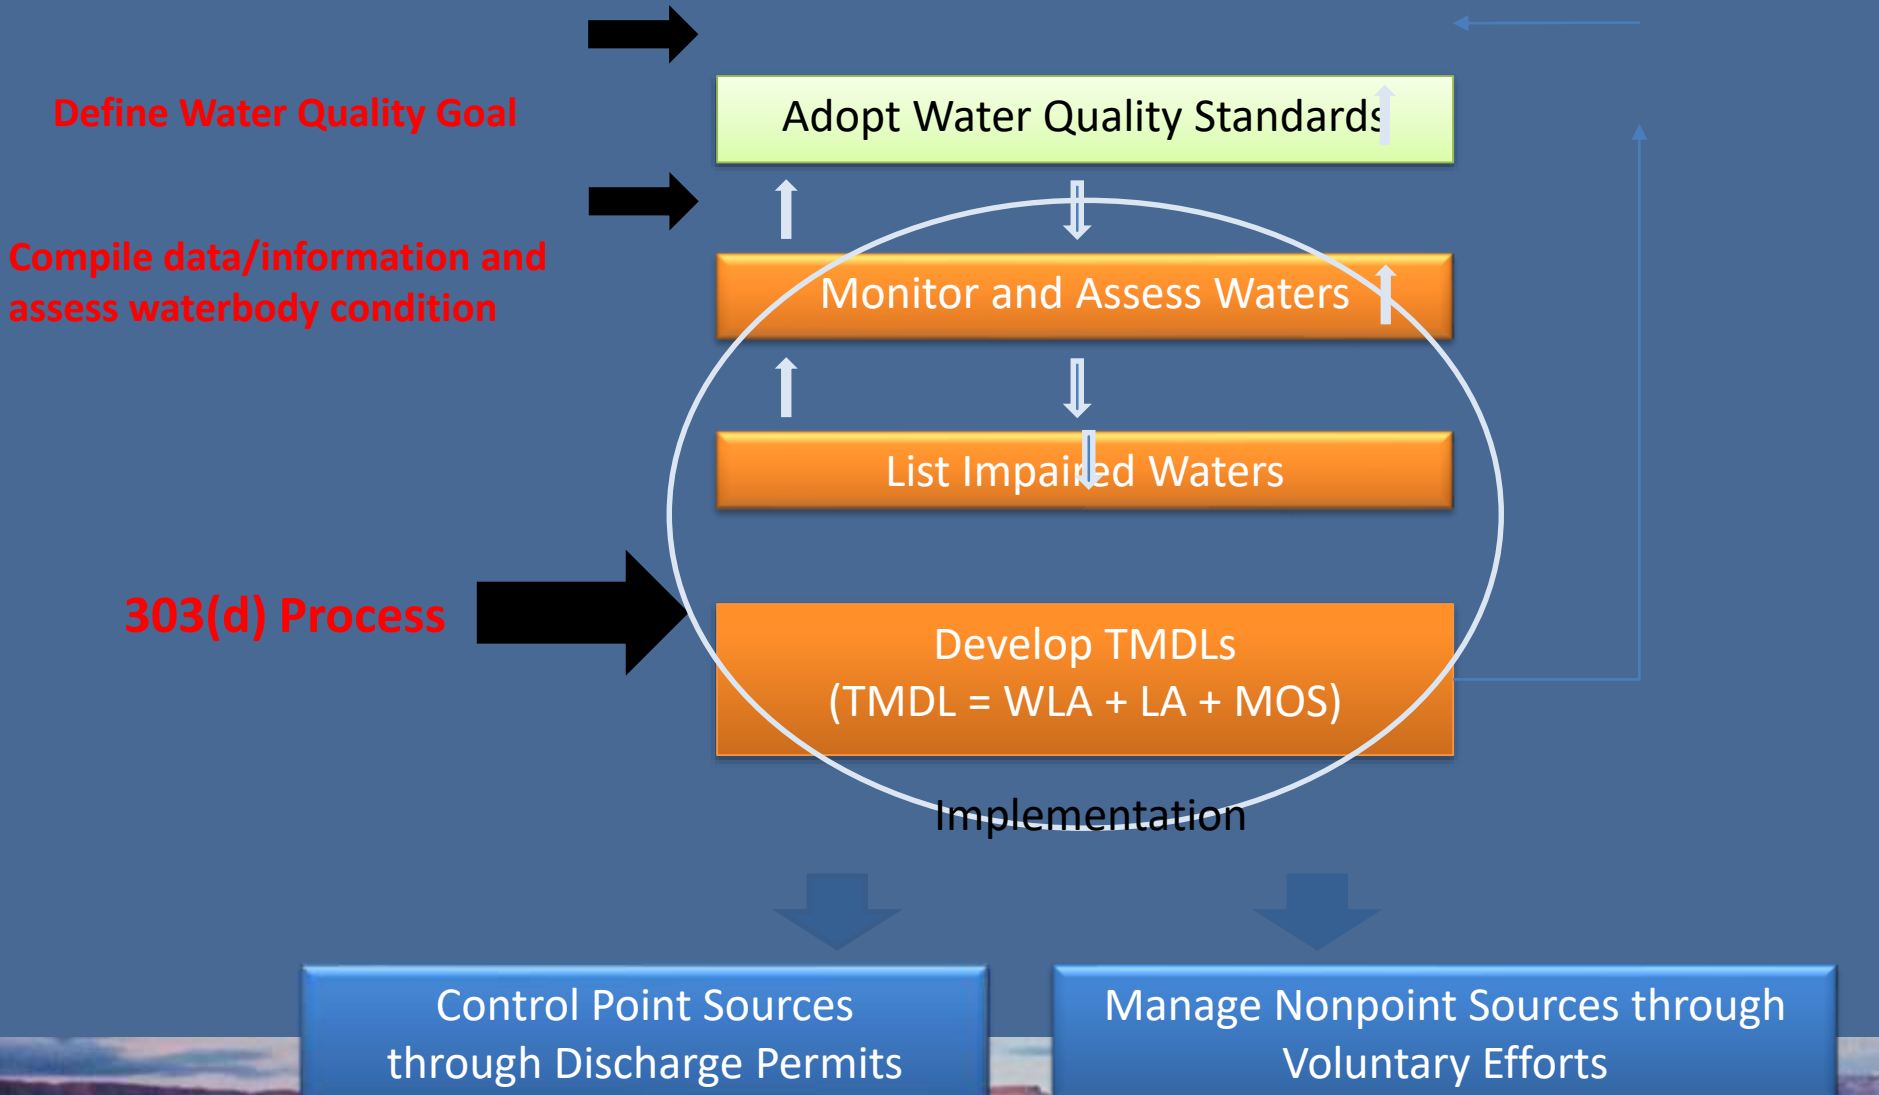 Define Water Quality Goal
Adopt Water Quality Standards
Compile data/information and
assess waterbody condition
Monitor and Assess Waters
List Impaired Waters
303(d) Process
Develop TMDLs
(TMDL = WLA + LA + MOS)
Implementation
Control Point Sources
through Discharge Permits
Manage Nonpoint Sources through
Voluntary Efforts